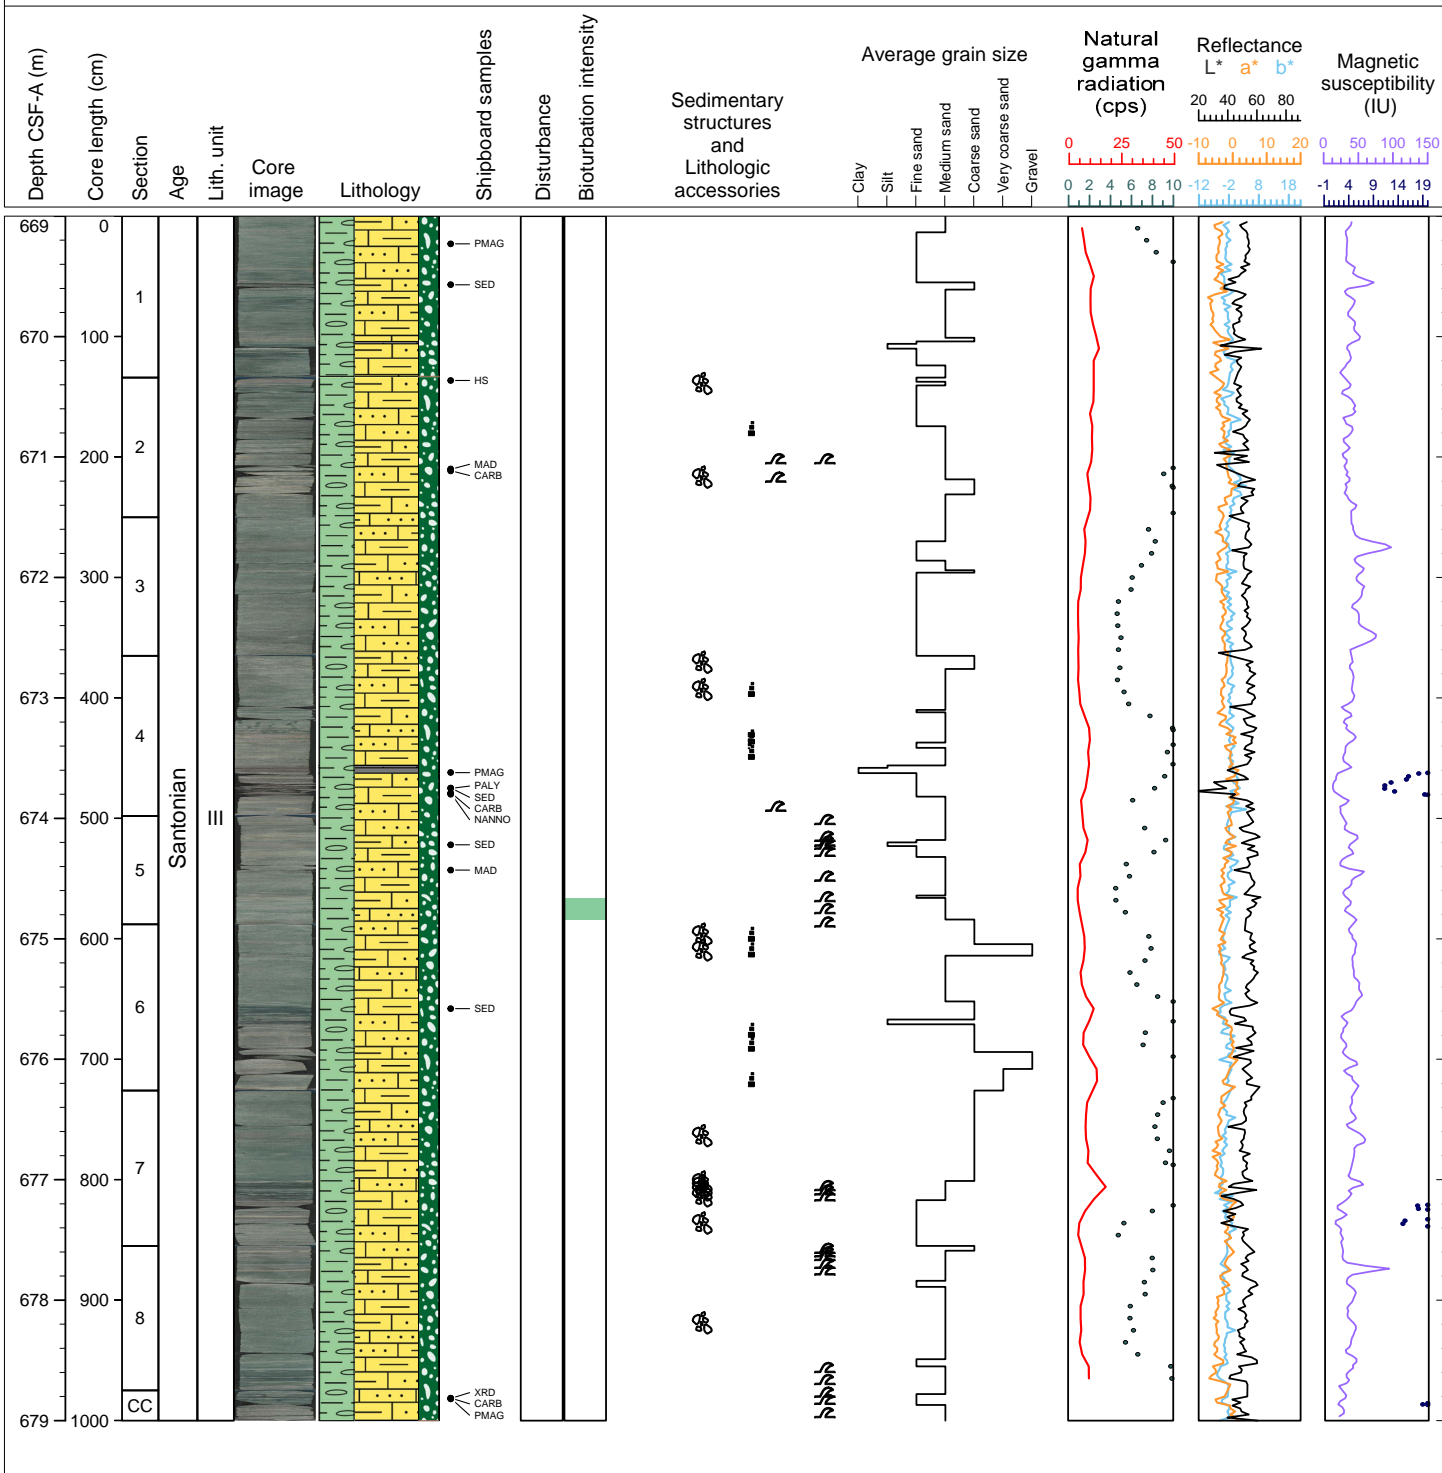 Depth CSF-A (m)
Core length (cm)
Section
Age
Lith. unit
Core
image
Lithology
Shipboard samples
Disturbance
Bioturbation intensity
Sedimentary
structures
and
Lithologic
accessories
Average grain size
Clay
Silt
Fine sand
Medium sand
Coarse sand
Very coarse sand
Gravel
Natural
gamma
radiation
(cps)
0 25 50
0 2 4 6 8 10
Reflectance
L* a* b*
20 40 60 80
-10 0 10 20
-12 -2 8 18
Magnetic
susceptibility
(IU)
0 50 100 150
-1 4 9 14 19
669 0
670 100
671 200
672 300
673 400
674 500
675 600
676 700
677 800
678 900
679 1000
1
2
3
4
5
6
7
8
CC
Santonian
III
PMAG
SED
HS
MAD
CARB
PMAG
PALY
SED
CARB
NANNO
SED
MAD
SED
XRD
CARB
PMAG